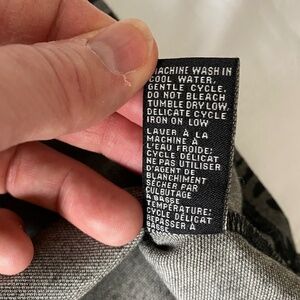 MACHINE WASH IN
COOL WATER,
GENTLE CYCLE,
DO NOT BLEACH
TUMBLE DRY LOW,
DELICATE CYCLE
IRON ON LOW
LAVER À LA
MACHINE À
L'EAU FROIDE;
CYCLE DÉLICAT
NE PAS UTILISER
D'AGENT DE
BLANCHIMENT
SÉCHER PAR
CULBUTAGE
À BASSE
TEMPÉRATURE;
CYCLE DÉLICAT
REPASSER À
BASSE